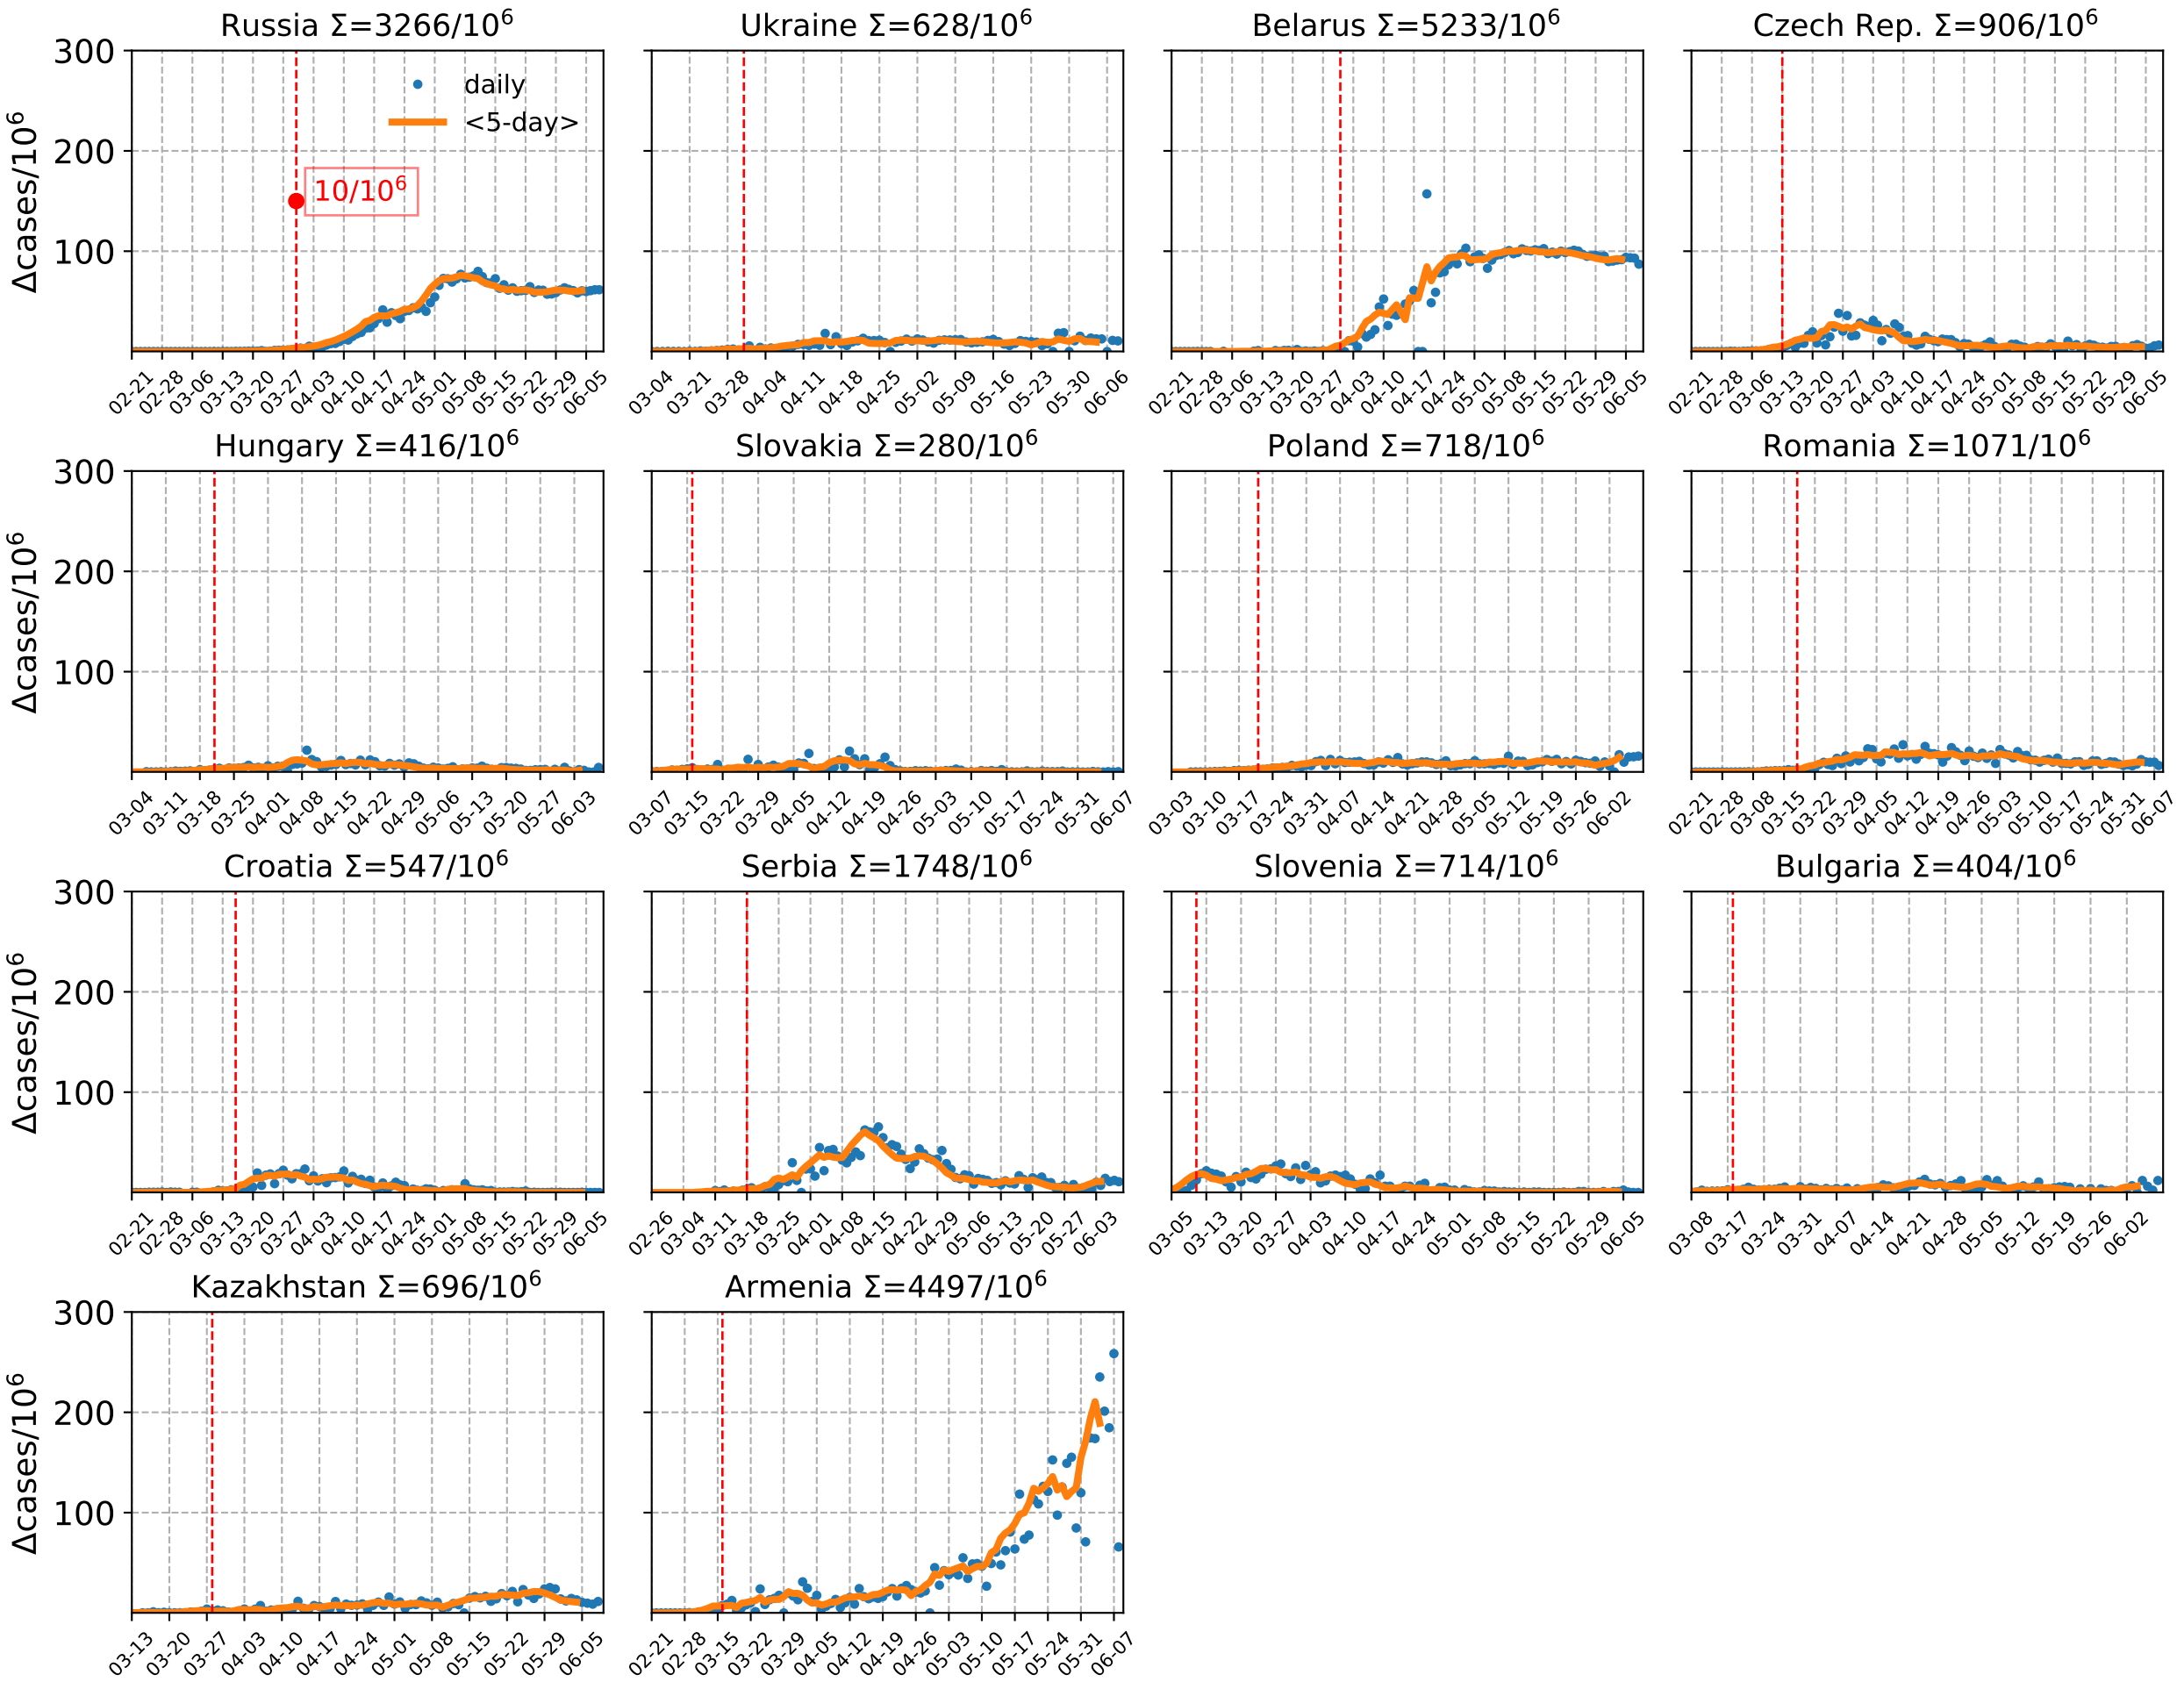 Russia Σ=3266/10⁶
Ukraine Σ=628/10⁶
Belarus Σ=5233/10⁶
Czech Rep. Σ=906/10⁶
Δcases/10⁶
300
200
100
daily
<5-day>
10/10⁶
02-21 02-28 03-06 03-13 03-20 03-27 04-03 04-10 04-17 04-24 05-01 05-08 05-15 05-22 05-29 06-05
03-04 03-21 03-28 04-04 04-11 04-18 04-25 05-02 05-09 05-16 05-23 05-30 06-06
02-21 02-28 03-06 03-13 03-20 03-27 04-03 04-10 04-17 04-24 05-01 05-08 05-15 05-22 05-29 06-05
02-21 02-28 03-06 03-13 03-20 03-27 04-03 04-10 04-17 04-24 05-01 05-08 05-15 05-22 05-29 06-05
Hungary Σ=416/10⁶
Slovakia Σ=280/10⁶
Poland Σ=718/10⁶
Romania Σ=1071/10⁶
Δcases/10⁶
300
200
100
03-04 03-11 03-18 03-25 04-01 04-08 04-15 04-22 04-29 05-06 05-13 05-20 05-27 06-03
03-07 03-15 03-22 03-29 04-05 04-12 04-19 04-26 05-03 05-10 05-17 05-24 05-31 06-07
03-03 03-10 03-17 03-24 03-31 04-07 04-14 04-21 04-28 05-05 05-12 05-19 05-26 06-02
02-21 02-28 03-08 03-15 03-22 03-29 04-05 04-12 04-19 04-26 05-03 05-10 05-17 05-24 05-31 06-07
Croatia Σ=547/10⁶
Serbia Σ=1748/10⁶
Slovenia Σ=714/10⁶
Bulgaria Σ=404/10⁶
Δcases/10⁶
300
200
100
02-21 02-28 03-06 03-13 03-20 03-27 04-03 04-10 04-17 04-24 05-01 05-08 05-15 05-22 05-29 06-05
02-26 03-04 03-11 03-18 03-25 04-01 04-08 04-15 04-22 04-29 05-06 05-13 05-20 05-27 06-03
03-05 03-13 03-20 03-27 04-03 04-10 04-17 04-24 05-01 05-08 05-15 05-22 05-29 06-05
03-08 03-17 03-24 03-31 04-07 04-14 04-21 04-28 05-05 05-12 05-19 05-26 06-02
Kazakhstan Σ=696/10⁶
Armenia Σ=4497/10⁶
Δcases/10⁶
300
200
100
03-13 03-20 03-27 04-03 04-10 04-17 04-24 05-01 05-08 05-15 05-22 05-29 06-05
02-21 02-28 03-15 03-22 03-29 04-05 04-12 04-19 04-26 05-03 05-10 05-17 05-24 05-31 06-07